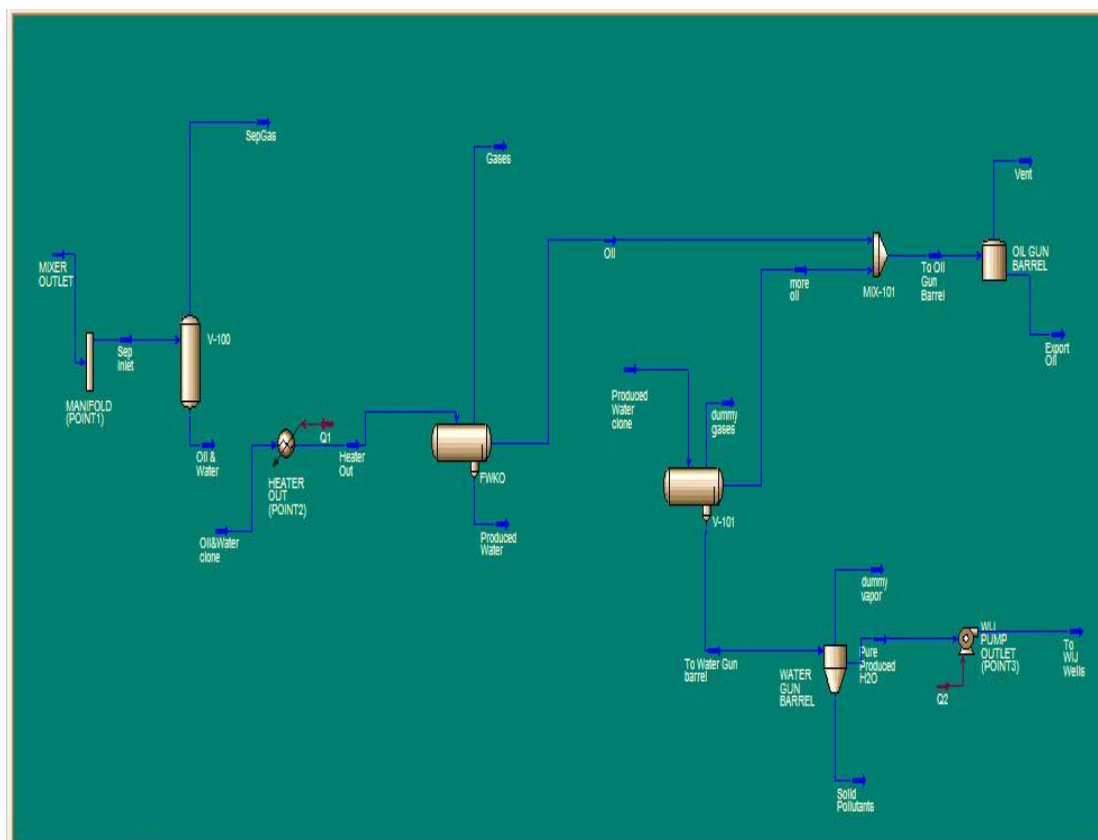 SepGas
Gases
Vent
MIXER
OUTLET
Oil
OIL GUN
BARREL
To Oil
Gun
Barrel
more
oil
MIX-101
V-100
Sep
Inlet
Export
Oil
MANIFOLD
(POINT1)
Produced
Water
clone
dummy
gases
Q1
Oil &
Water
Heater
Out
HEATER
OUT
(POINT2)
FWKO
V-101
Oil&Water
clone
Produced
Water
dummy
vapor
WIJ
PUMP
OUTLET
(POINT3)
To
WIJ
Wells
To Water Gun
barrel
WATER
GUN
BARREL
Pure
Produced
H2O
Q2
Solid
Pollutants